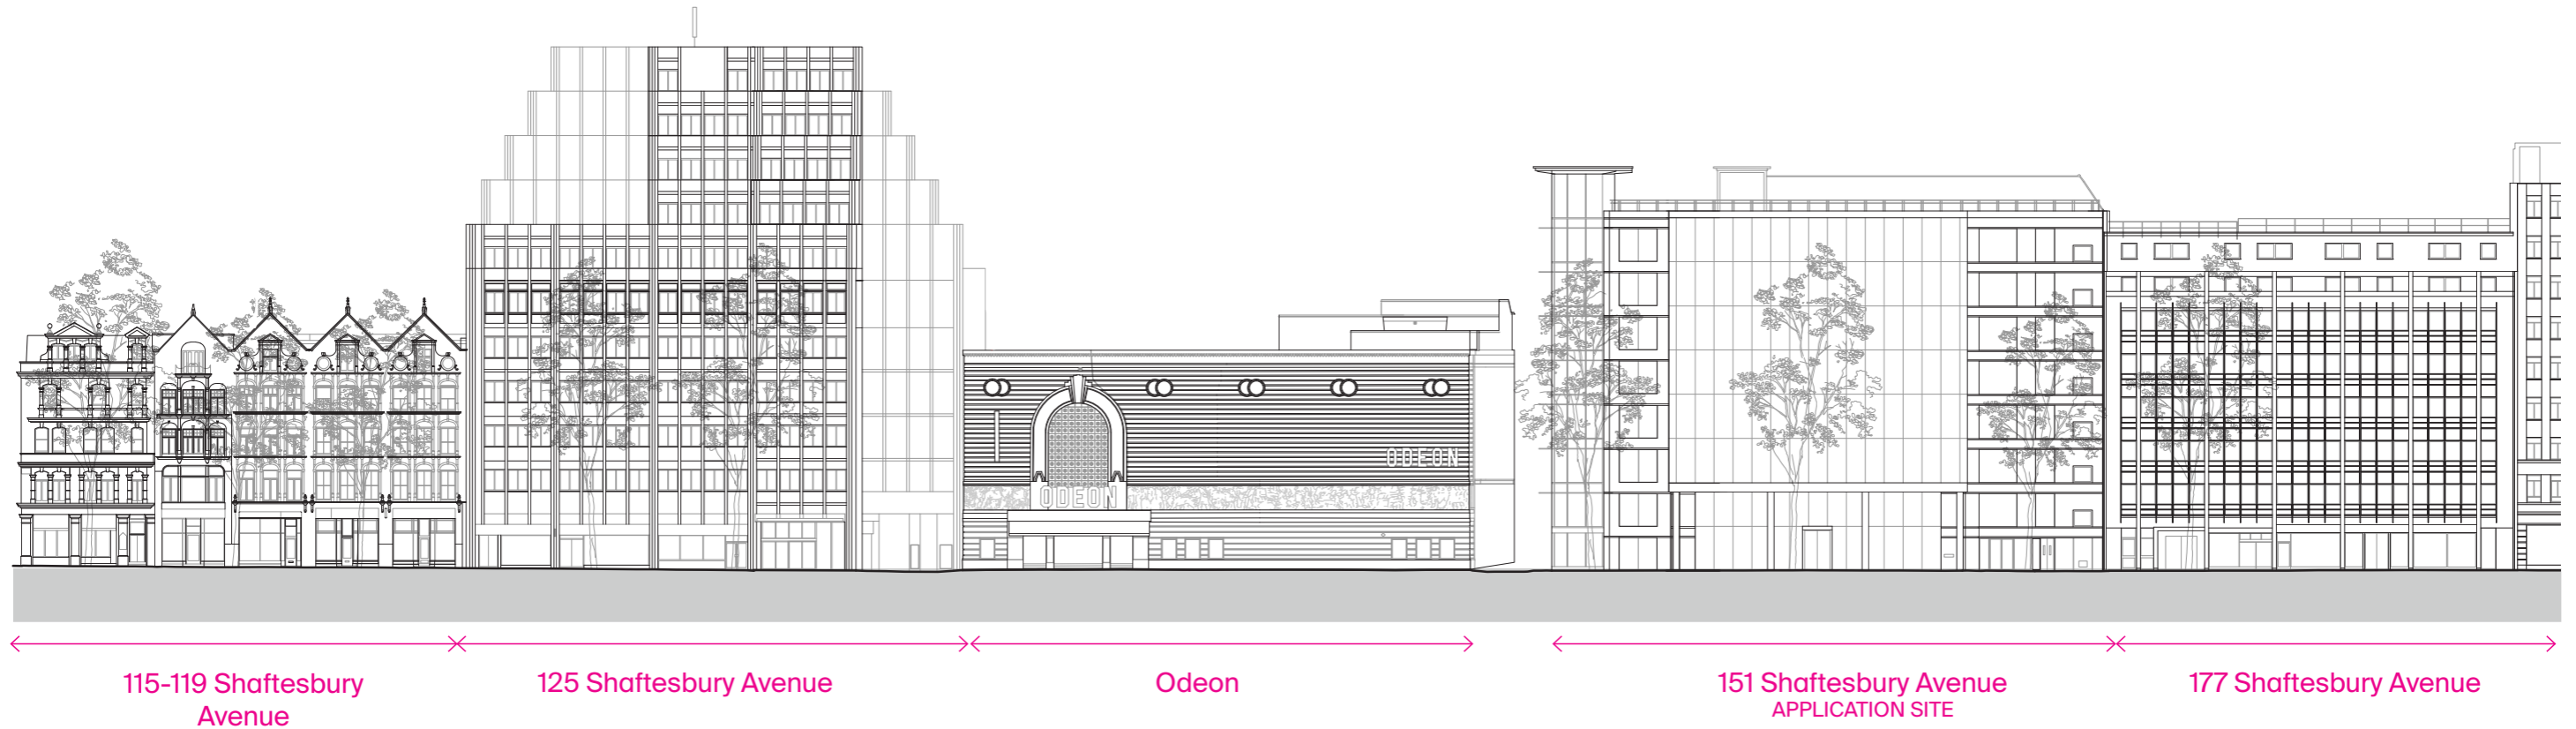 ODEON
ODEON
115-119 Shaftesbury
Avenue
125 Shaftesbury Avenue
Odeon
151 Shaftesbury Avenue
APPLICATION SITE
177 Shaftesbury Avenue